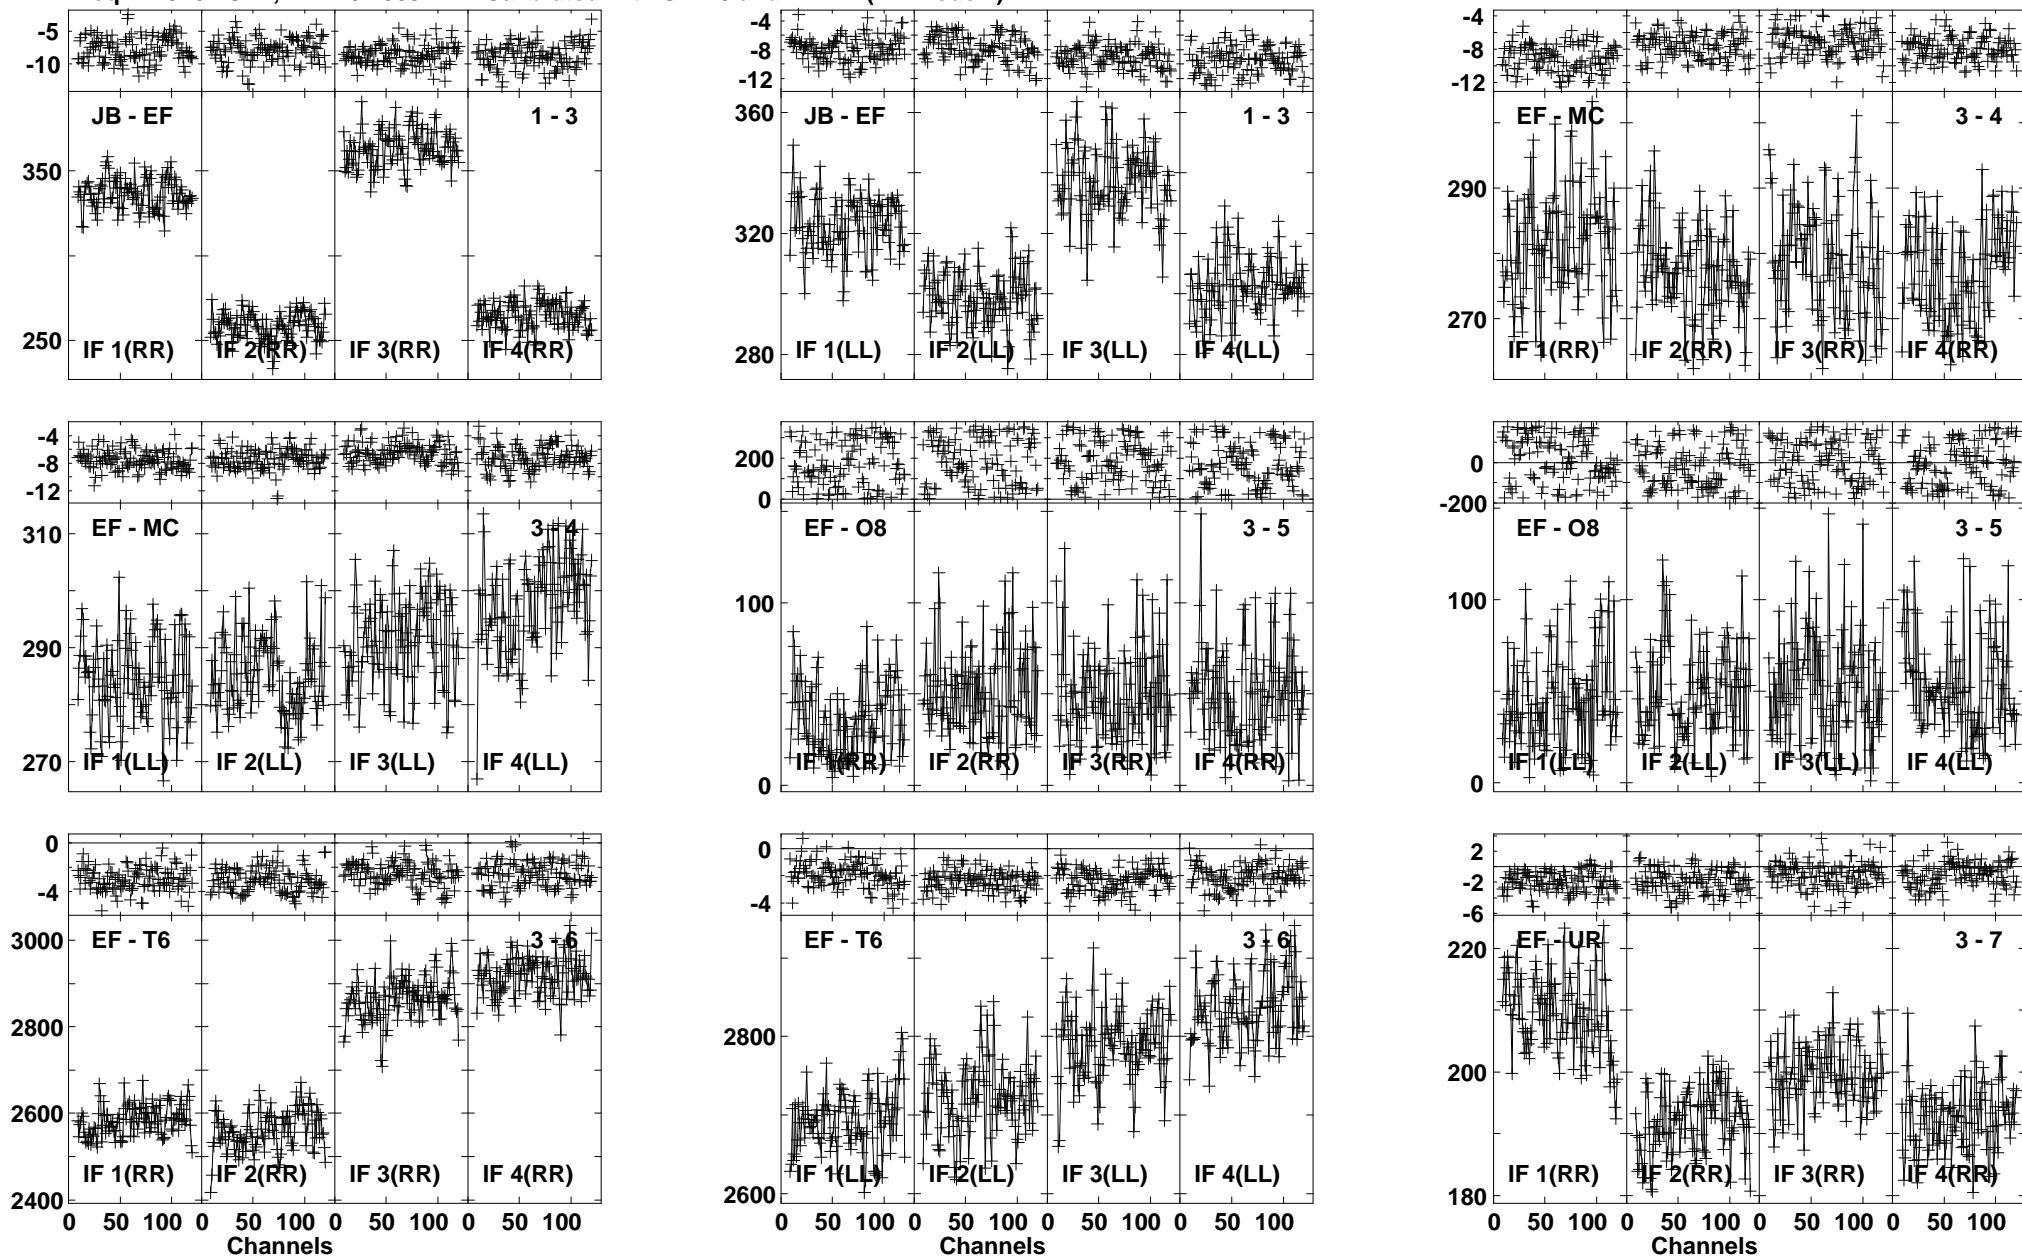 -5
-10
JB - EF 1 - 3
350
250
IF 1(RR) IF 2(RR) IF 3(RR) IF 4(RR)
-4
-8
-12
360
JB - EF 1 - 3
320
280
IF 1(LL) IF 2(LL) IF 3(LL) IF 4(LL)
-4
-8
-12
EF - MC 3 - 4
290
270
IF 1(RR) IF 2(RR) IF 3(RR) IF 4(RR)
-4
-8
-12
310
EF - MC 3 - 4
290
270
IF 1(LL) IF 2(LL) IF 3(LL) IF 4(LL)
200
0
EF - O8 3 - 5
100
0
IF 1(RR) IF 2(RR) IF 3(RR) IF 4(RR)
0
-200
EF - O8 3 - 5
100
0
IF 1(LL) IF 2(LL) IF 3(LL) IF 4(LL)
0
-4
3000
EF - T6 3 - 6
2800
2600
2400
IF 1(RR) IF 2(RR) IF 3(RR) IF 4(RR)
0 50 100 0 50 100 0 50 100 0 50 100
Channels
0
-4
EF - T6 3 - 6
2800
2600
IF 1(LL) IF 2(LL) IF 3(LL) IF 4(LL)
0 50 100 0 50 100 0 50 100 0 50 100
Channels
2
-2
-6
220
EF - UR 3 - 7
200
180
IF 1(RR) IF 2(RR) IF 3(RR) IF 4(RR)
0 50 100 0 50 100 0 50 100 0 50 100
Channels